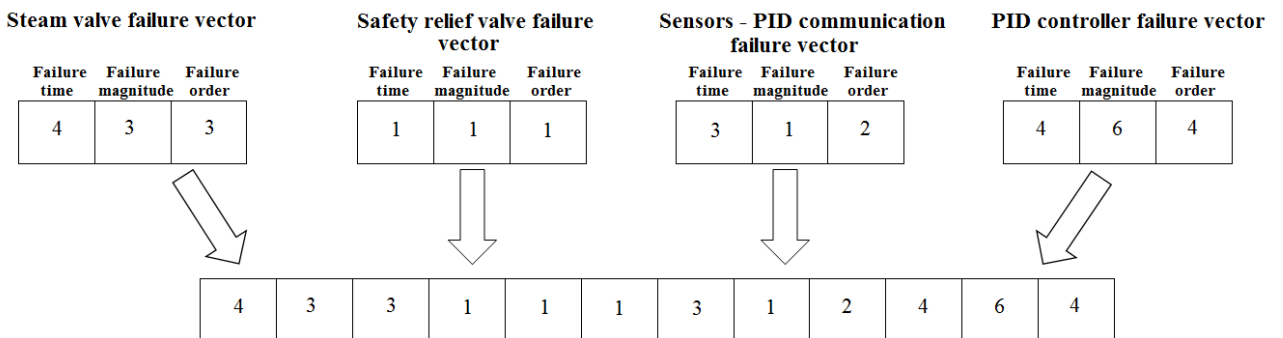 Steam valve failure vector
Safety relief valve failure
vector
Sensors - PID communication
failure vector
PID controller failure vector
Failure time Failure magnitude Failure order
4 3 3
Failure time Failure magnitude Failure order
1 1 1
Failure time Failure magnitude Failure order
3 1 2
Failure time Failure magnitude Failure order
4 6 4
4 3 3 1 1 1 3 1 2 4 6 4